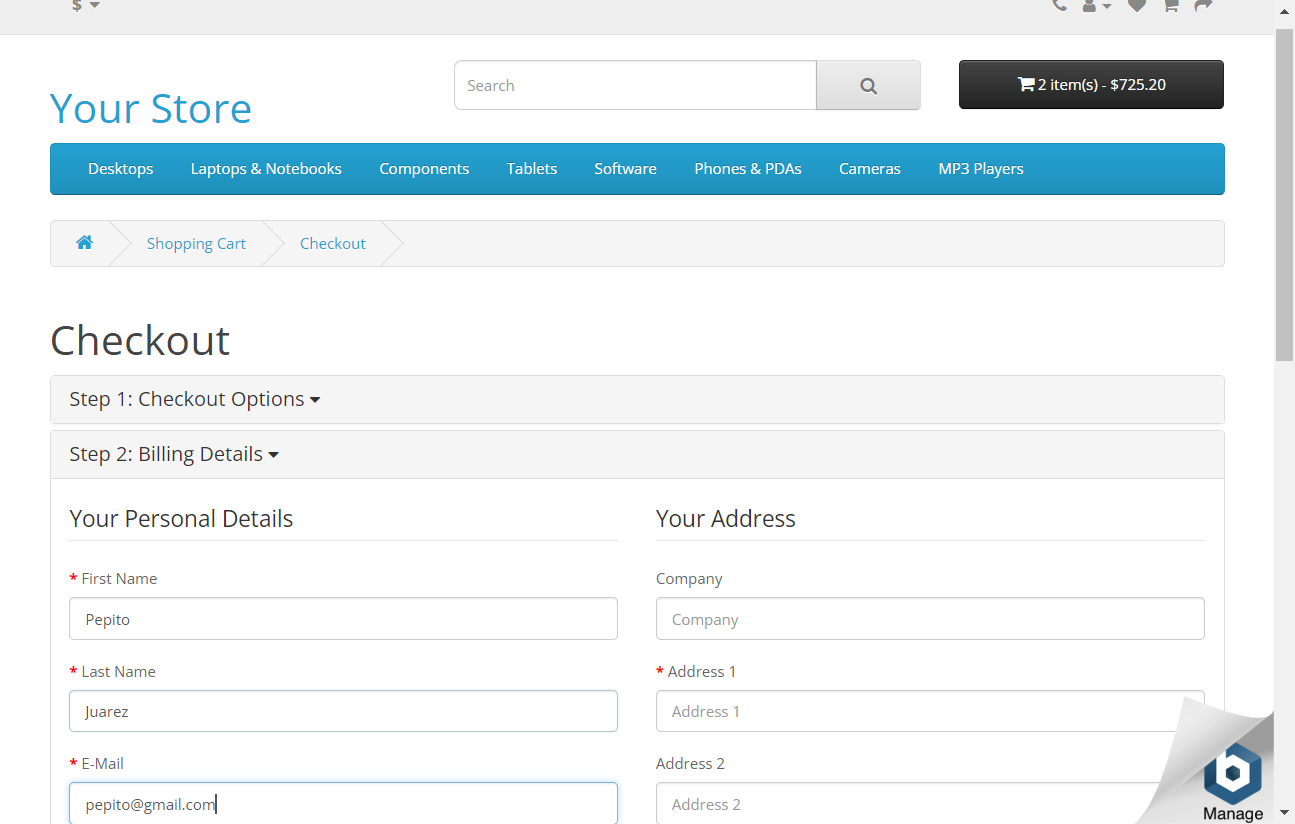 $
Search
2 item(s) - $725.20
Your Store
Desktops Laptops & Notebooks Components Tablets Software Phones & PDAs Cameras MP3 Players
Shopping Cart Checkout
Checkout
Step 1: Checkout Options
Step 2: Billing Details
Your Personal Details
* First Name
Pepito
* Last Name
Juarez
* E-Mail
pepito@gmail.com
Your Address
Company
Company
* Address 1
Address 1
Address 2
Address 2
Manage